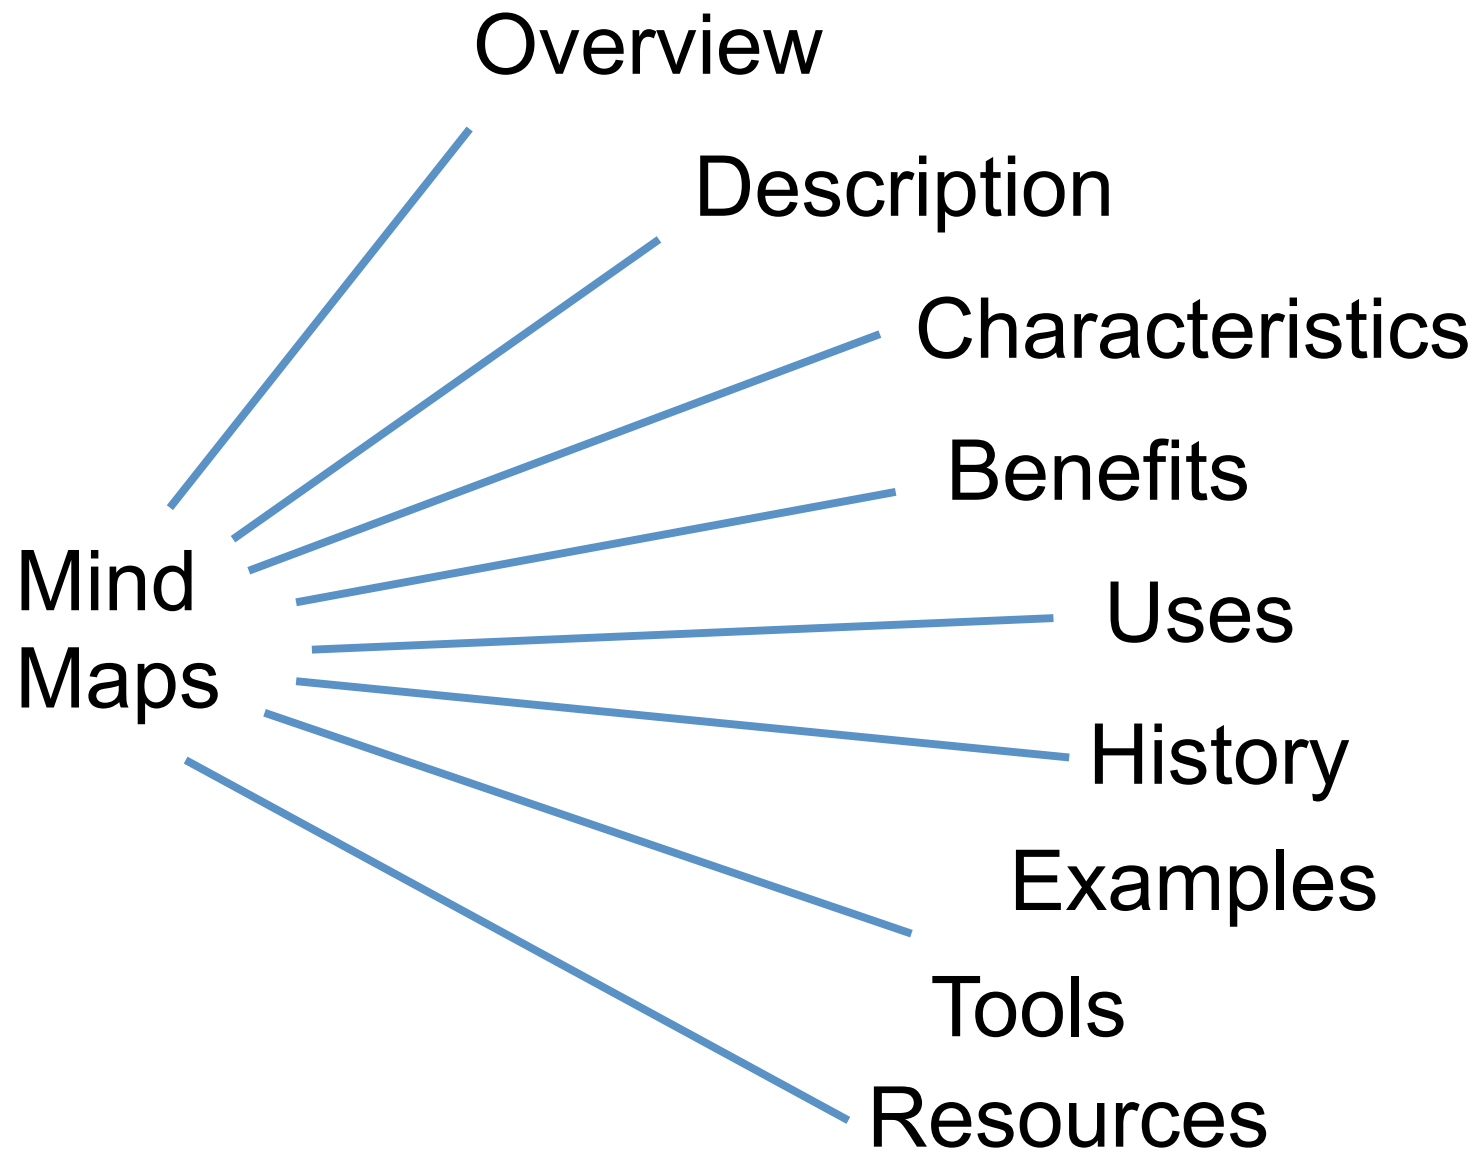 Overview
Description
Characteristics
Benefits
Mind
Maps
Uses
History
Examples
Tools
Resources